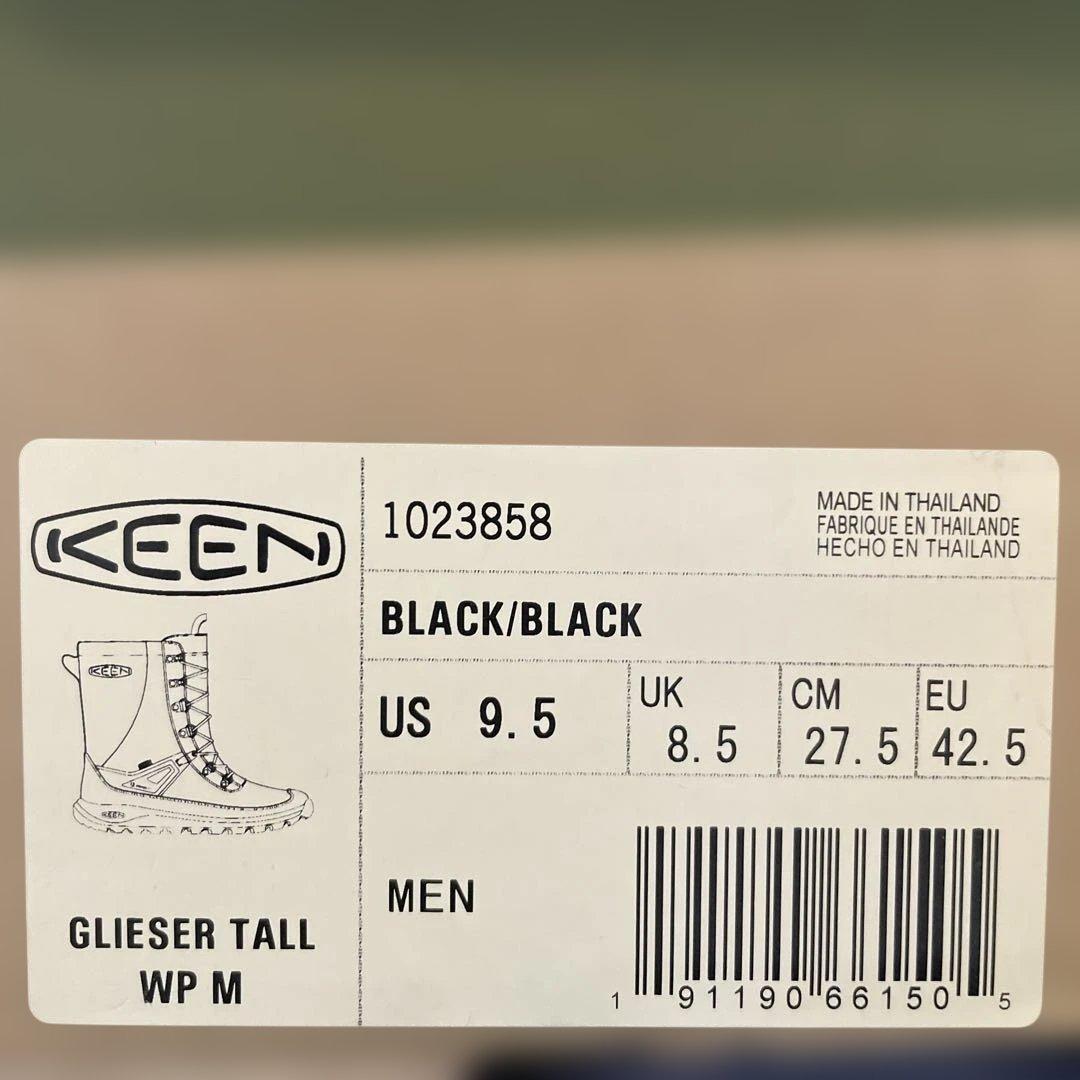 KEEN
KEEN
KEEN
GLIESER TALL
WP M
1023858
MADE IN THAILAND
FABRIQUE EN THAILANDE
HECHO EN THAILAND
BLACK/BLACK
US 9.5
UK
8.5
CM
27.5
EU
42.5
MEN
1 91190 66150 5